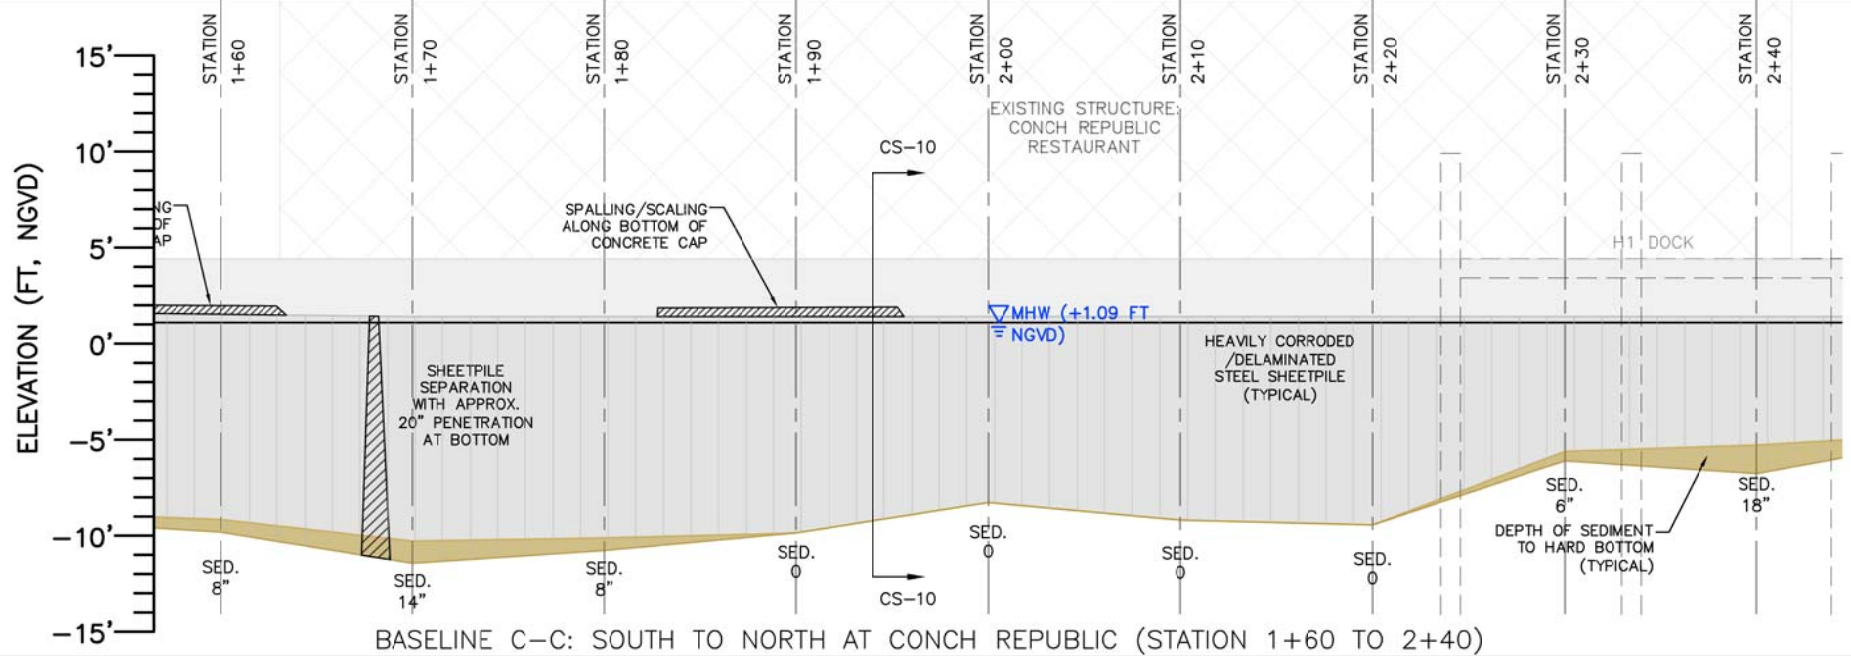 STATION
1+60
STATION
1+70
STATION
1+80
STATION
1+90
STATION
2+00
STATION
2+10
STATION
2+20
STATION
2+30
STATION
2+40
ELEVATION (FT, NGVD)
15'
10'
5'
0'
-5'
-10'
-15'
NG
OF
AP
SPALLING/SCALING
ALONG BOTTOM OF
CONCRETE CAP
CS-10
EXISTING STRUCTURE:
CONCH REPUBLIC
RESTAURANT
H1 DOCK
MHW (+1.09 FT
NGVD)
SHEETPILE
SEPARATION
WITH APPROX.
20" PENETRATION
AT BOTTOM
HEAVILY CORRODED
/DELAMINATED
STEEL SHEETPILE
(TYPICAL)
SED.
8"
SED.
14"
SED.
8"
SED.
0
SED.
0
SED.
0
SED.
0
SED.
6"
SED.
18"
DEPTH OF SEDIMENT
TO HARD BOTTOM
(TYPICAL)
CS-10
BASELINE C-C: SOUTH TO NORTH AT CONCH REPUBLIC (STATION 1+60 TO 2+40)